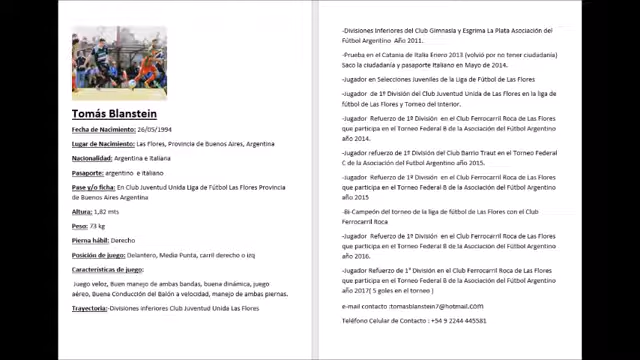 Tomás Blanstein
Fecha de Nacimiento: 26/05/1994
Lugar de Nacimiento: Las Flores, Provincia de Buenos Aires, Argentina
Nacionalidad: Argentina e Italiana
Pasaporte: argentino e Italiano
Pase y/o ficha: En Club Juventud Unida Liga de Fútbol Las Flores Provincia
de Buenos Aires Argentina
Altura: 1,82 mts
Peso: 73 kg
Pierna hábil: Derecho
Posición de juego: Delantero, Media Punta, carril derecho o izq
Características de juego:
Juego veloz, Buen manejo de ambas bandas, buena dinámica, juego
aéreo, buena Conducción del Balón a velocidad, manejo de ambas piernas.
Trayectoria:-Divisiones inferiores Club Juventud Unida Las Flores
-Divisiones Inferiores del Club Gimnasia y Esgrima La Plata Asociación del
Fútbol Argentino Año 2011.
-Prueba en el Catania de Italia Enero 2013 (volvió por no tener ciudadanía)
Saco la ciudadanía y pasaporte Italiano en Mayo de 2014.
-Jugador en Selecciones Juveniles de la Liga de Fútbol de Las Flores
-Jugador de 1º División del Club Juventud Unida de Las Flores en la liga de
fútbol de Las Flores y Torneo del Interior.
-Jugador Refuerzo de 1º División en el Club Ferrocarril Roca de Las Flores
que participa en el Torneo Federal B de la Asociación del Fútbol Argentino
año 2014.
-Jugador refuerzo de 1º División del Club Barrio Traut en el Torneo Federal
C de la Asociación del Futbol Argentino año 2015.
-Jugador Refuerzo de 1º División en el Club Ferrocarril Roca de Las Flores
que participa en el Torneo Federal B de la Asociación del Fútbol Argentino
año 2015
-Bi-Campeón del torneo de la liga de fútbol de Las Flores con el Club
Ferrocarril Roca
-Jugador Refuerzo de 1º División en el Club Ferrocarril Roca de Las Flores
que participa en el Torneo Federal B de la Asociación del Fútbol Argentino
año 2016.
-Jugador Refuerzo de 1° División en el Club Ferrocarril Roca de Las Flores
que participa en el Torneo Federal B de la Asociación del Fútbol Argentino
año 2017( 5 goles en el torneo )
e-mail contacto :tomasblanstein7@hotmail.com
Teléfono Celular de Contacto : +54 9 2244 445581